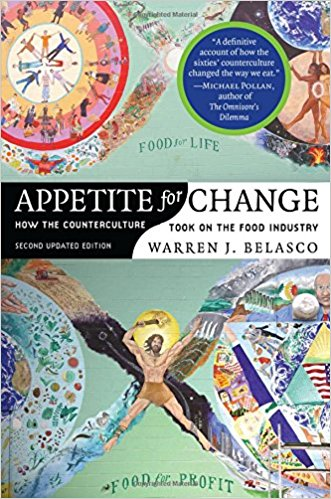 "A definitive
account of how the
sixties' counterculture
changed the way we eat."
—MICHAEL POLLAN,
author of
The Omnivore's
Dilemma
FOOD for LIFE
APPETITE for CHANGE
HOW THE COUNTERCULTURE
TOOK ON THE FOOD INDUSTRY
SECOND UPDATED EDITION
WARREN J. BELASCO
FOOD for PROFIT